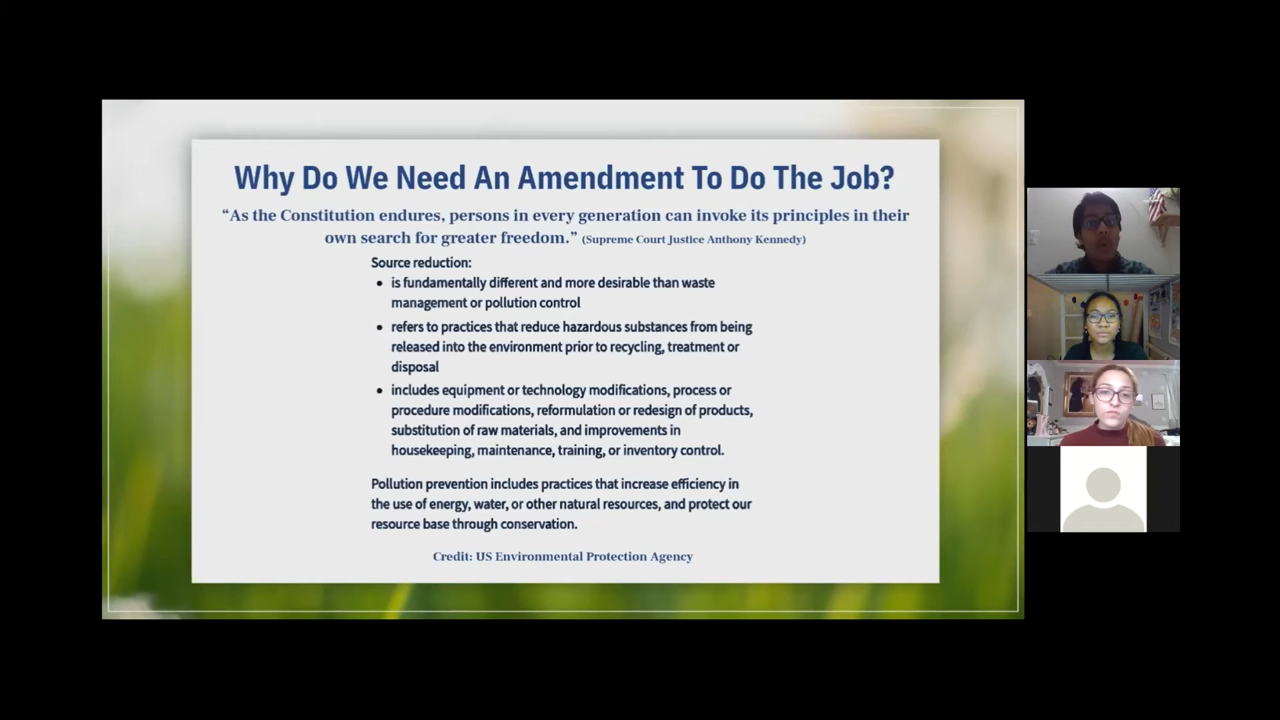 Why Do We Need An Amendment To Do The Job?
“As the Constitution endures, persons in every generation can invoke its principles in their
own search for greater freedom.” (Supreme Court Justice Anthony Kennedy)
Source reduction:
• is fundamentally different and more desirable than waste
management or pollution control
• refers to practices that reduce hazardous substances from being
released into the environment prior to recycling, treatment or
disposal
• includes equipment or technology modifications, process or
procedure modifications, reformulation or redesign of products,
substitution of raw materials, and improvements in
housekeeping, maintenance, training, or inventory control.
Pollution prevention includes practices that increase efficiency in
the use of energy, water, or other natural resources, and protect our
resource base through conservation.
Credit: US Environmental Protection Agency